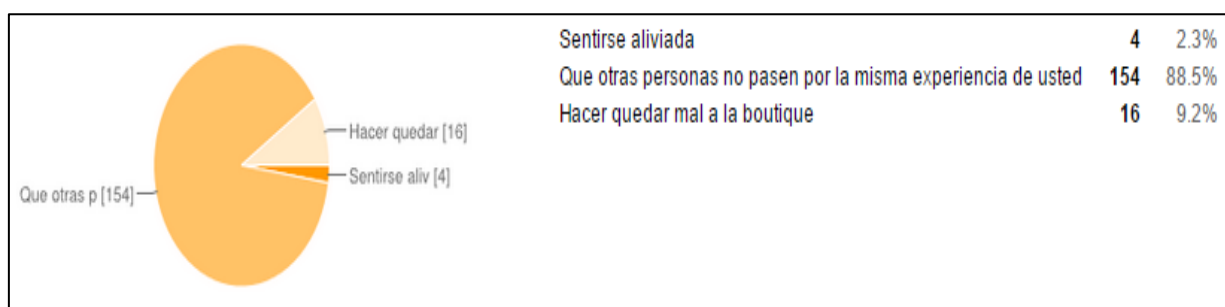 Sentirse aliviada 4 2.3%
Que otras personas no pasen por la misma experiencia de usted 154 88.5%
Hacer quedar mal a la boutique 16 9.2%
Hacer quedar [16]
Sentirse aliv [4]
Que otras p [154]